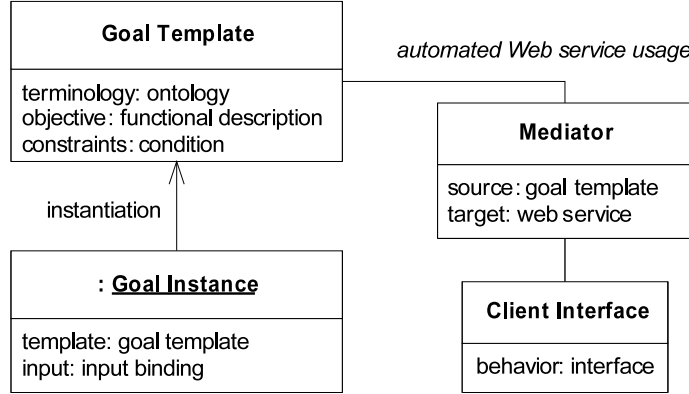 Goal Template
terminology: ontology
objective: functional description
constraints: condition
automated Web service usage
Mediator
source: goal template
target: web service
instantiation
: Goal Instance
template: goal template
input: input binding
Client Interface
behavior: interface